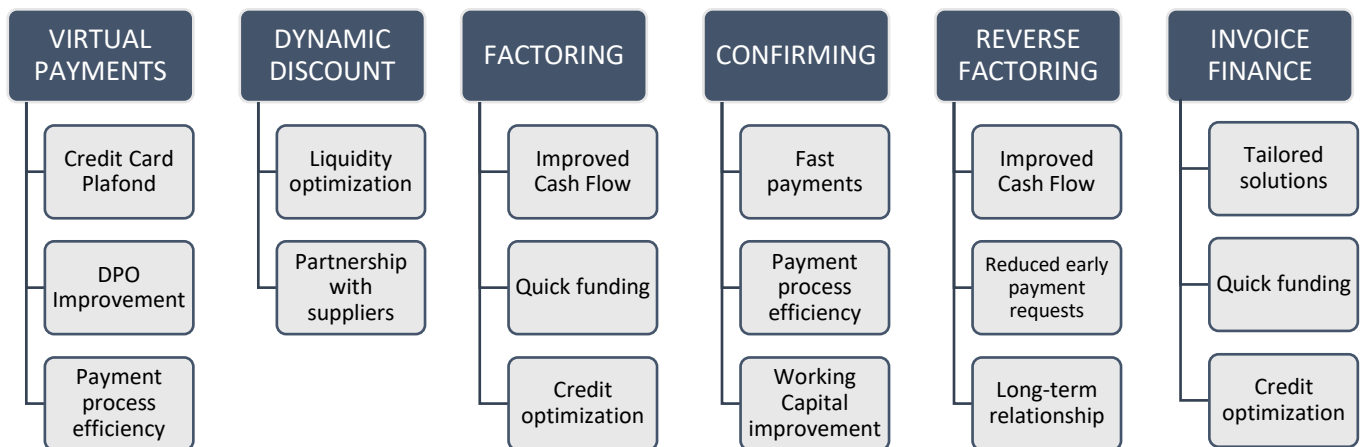 VIRTUAL
PAYMENTS
Credit Card
Plafond
DPO
Improvement
Payment
process
efficiency
DYNAMIC
DISCOUNT
Liquidity
optimization
Partnership
with
suppliers
FACTORING
Improved
Cash Flow
Quick funding
Credit
optimization
CONFIRMING
Fast
payments
Payment
process
efficiency
Working
Capital
improvement
REVERSE
FACTORING
Improved
Cash Flow
Reduced early
payment
requests
Long-term
relationship
INVOICE
FINANCE
Tailored
solutions
Quick funding
Credit
optimization